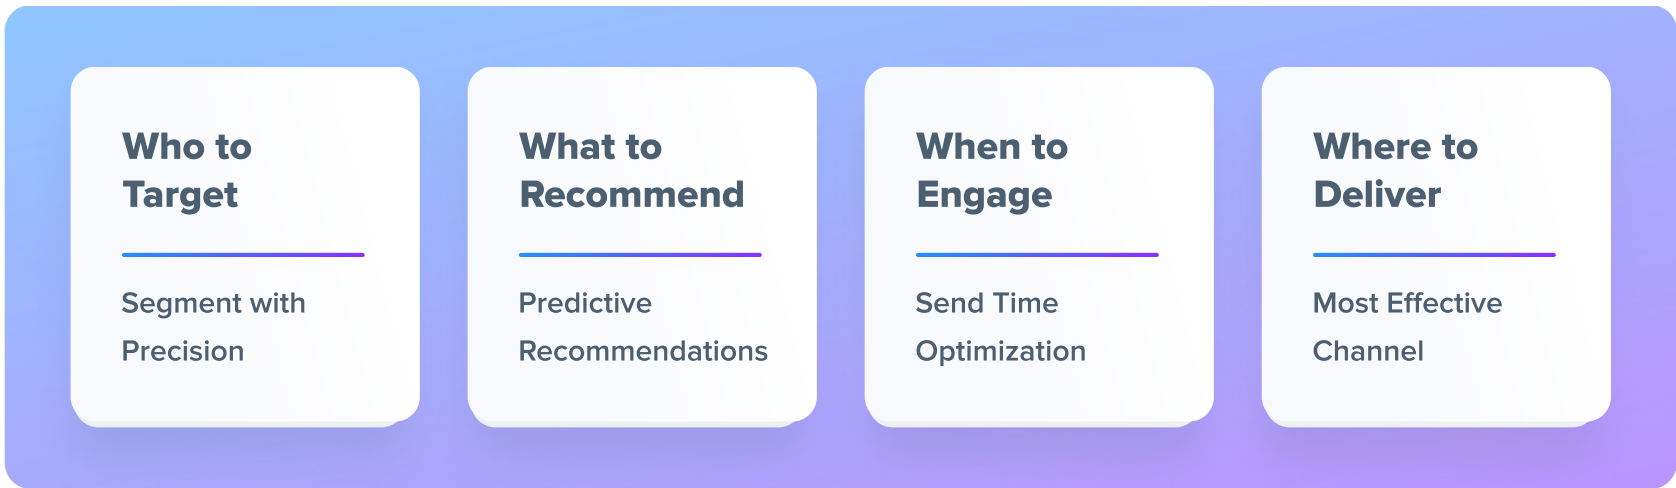 Who to
Target
Segment with
Precision
What to
Recommend
Predictive
Recommendations
When to
Engage
Send Time
Optimization
Where to
Deliver
Most Effective
Channel